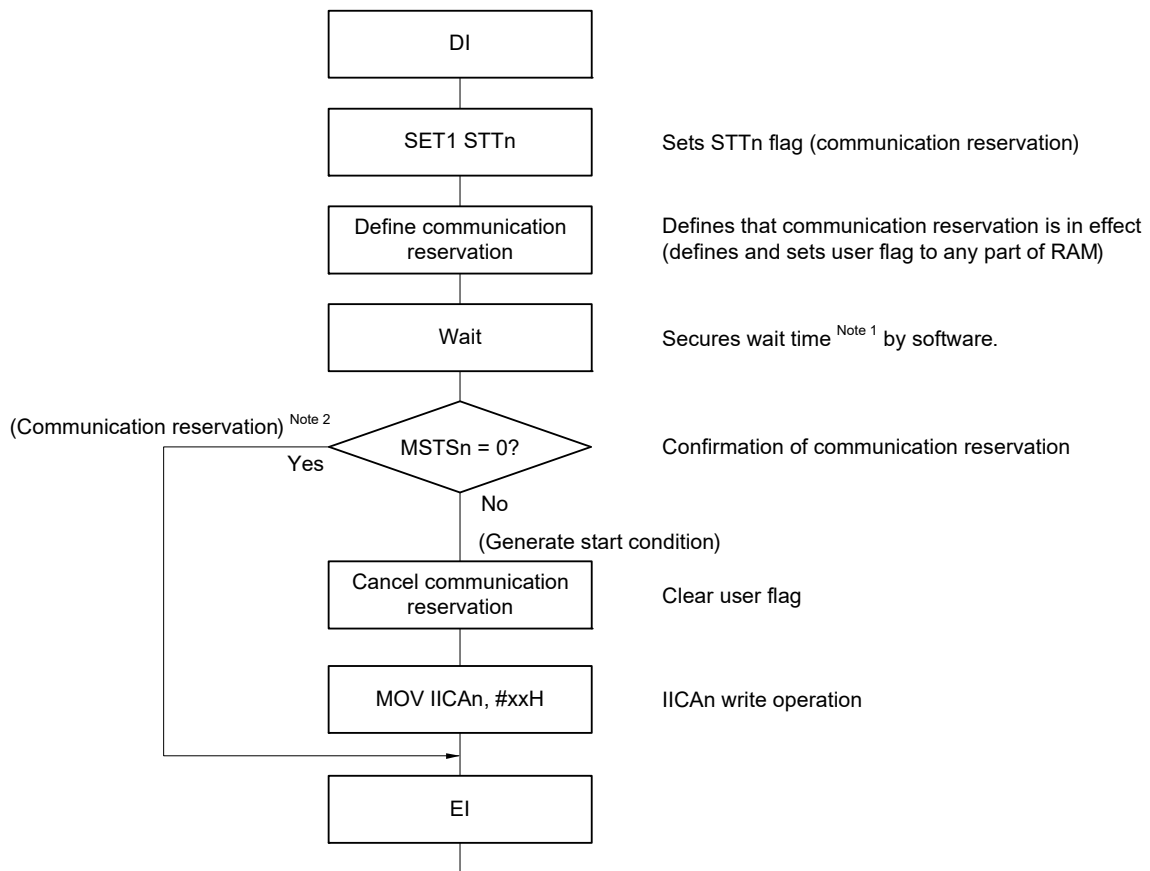 DI
SET1 STTn
Sets STTn flag (communication reservation)
Define communication
reservation
Defines that communication reservation is in effect
(defines and sets user flag to any part of RAM)
Wait
Secures wait time Note 1 by software.
(Communication reservation) Note 2
MSTSn = 0?
Confirmation of communication reservation
Yes
No
(Generate start condition)
Cancel communication
reservation
Clear user flag
MOV IICAn, #xxH
IICAn write operation
EI